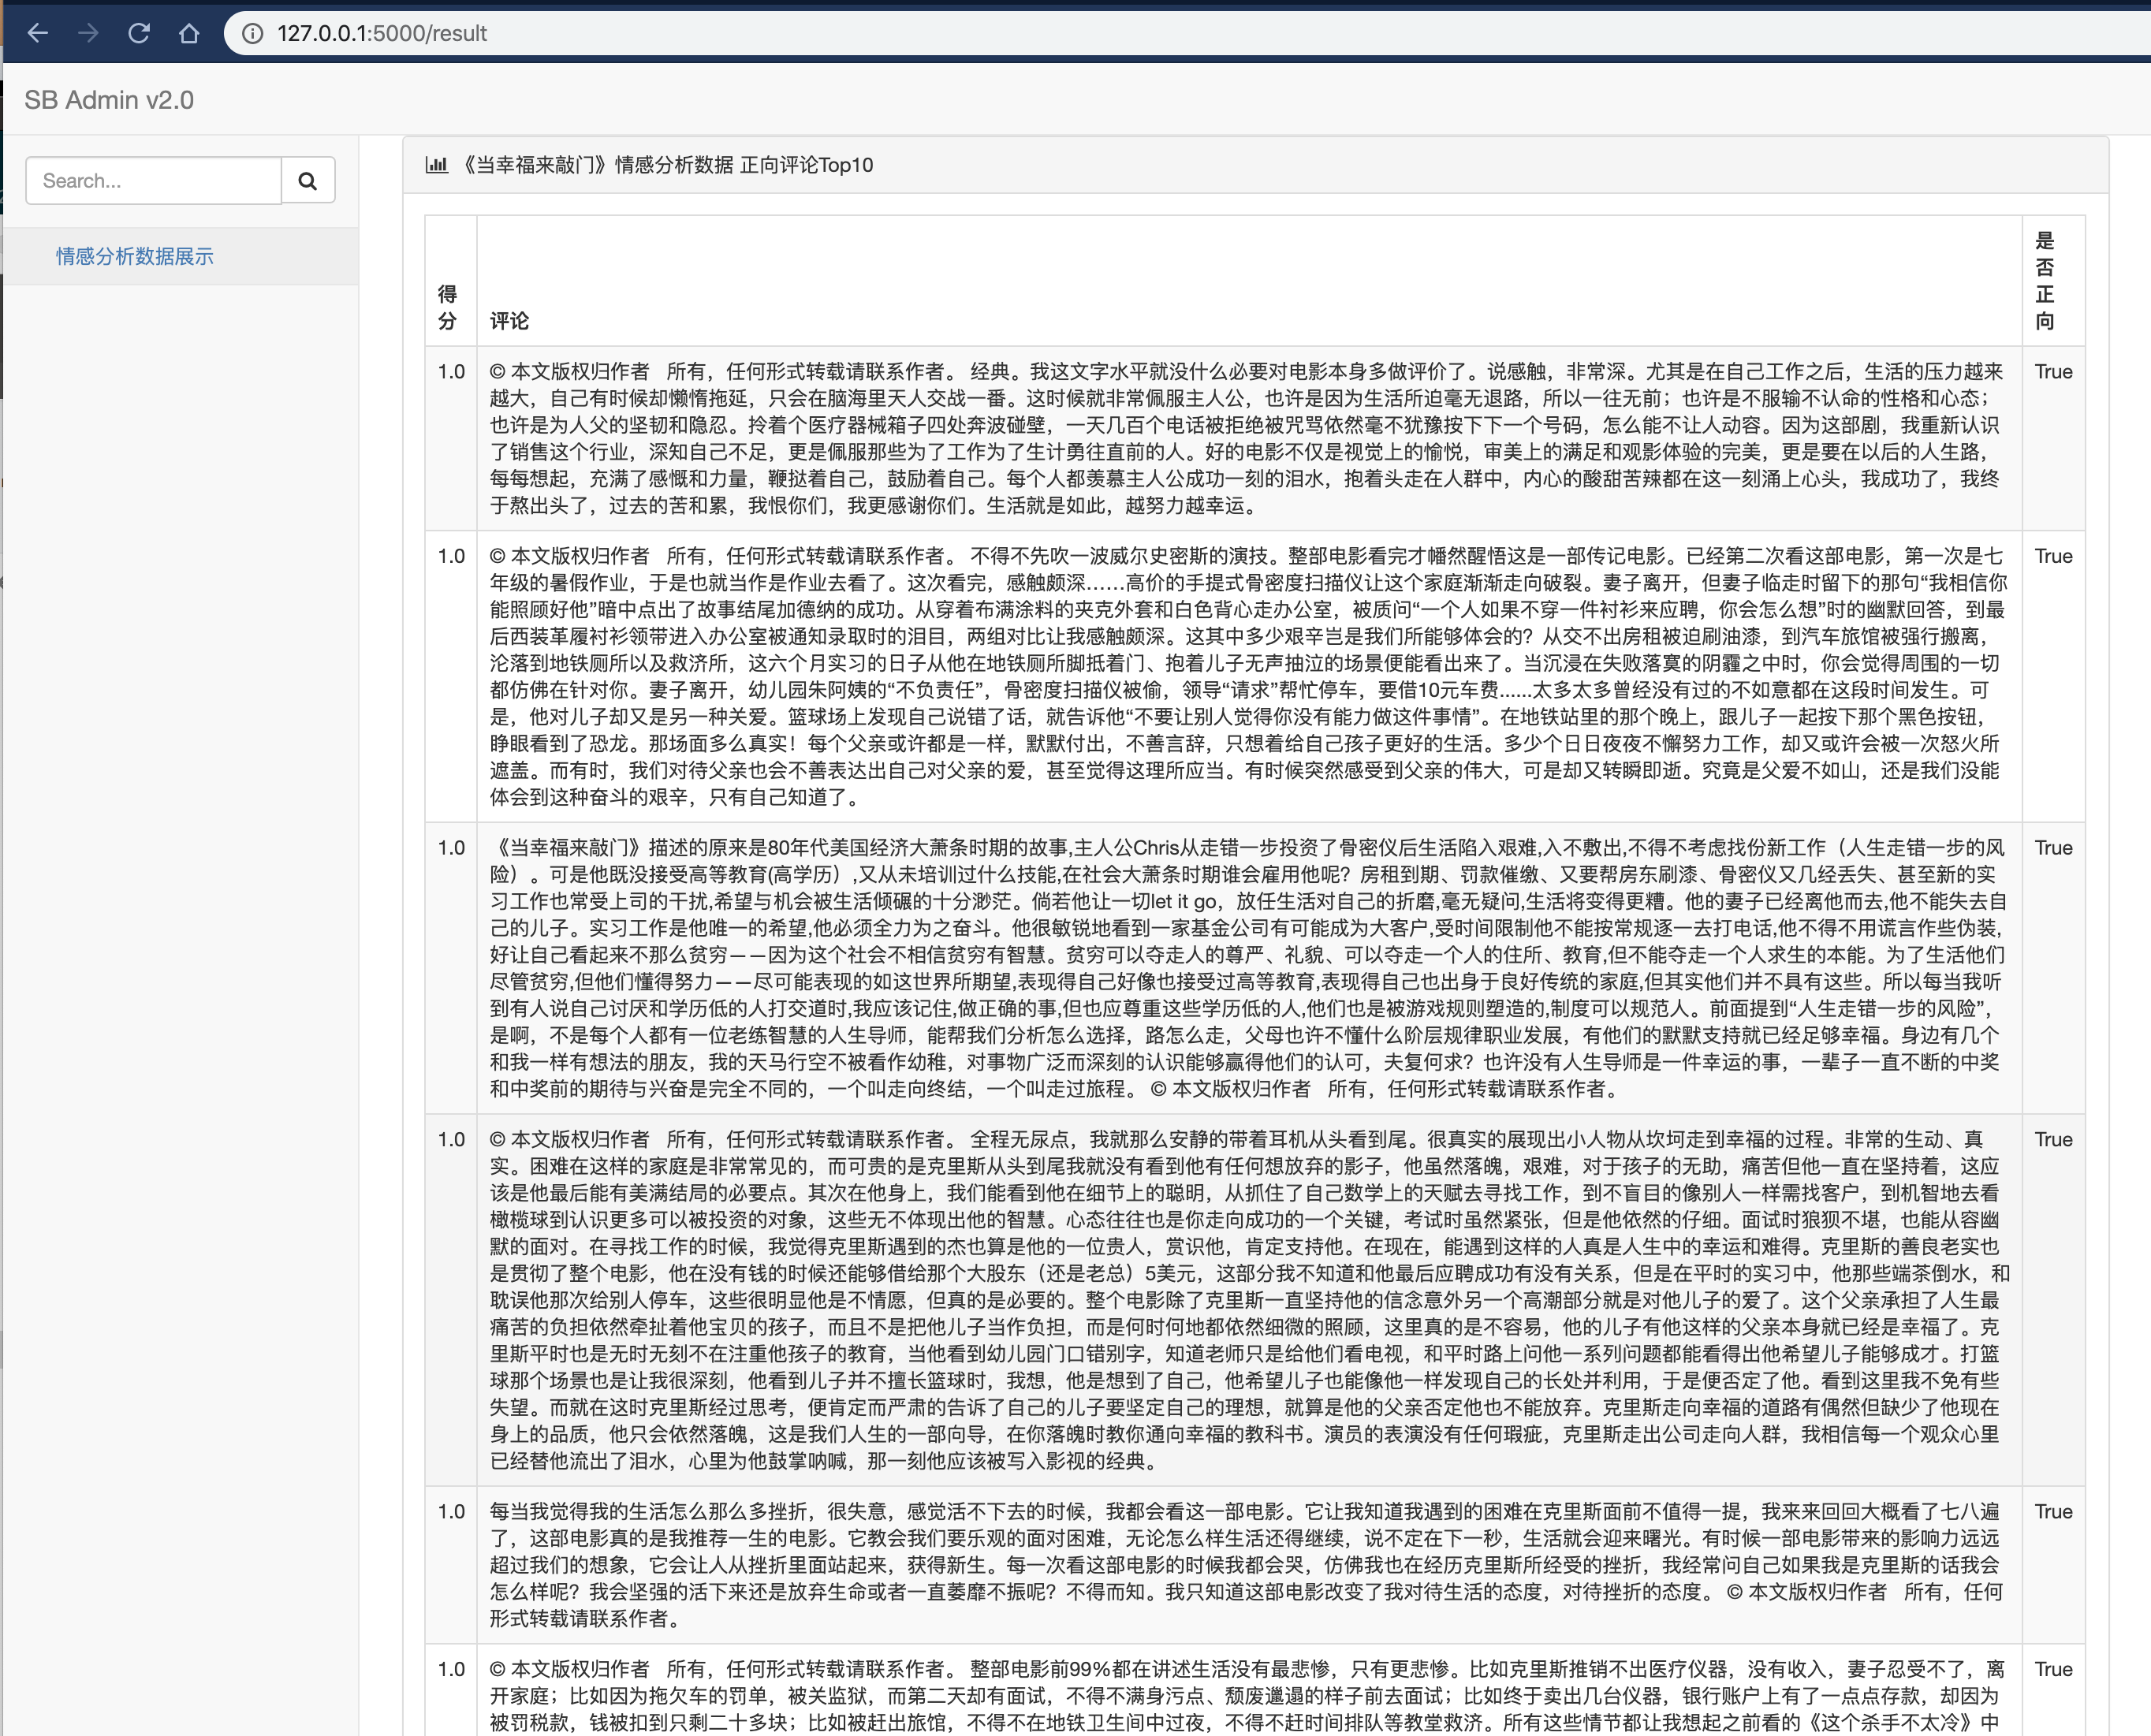 127.0.0.1:5000/result
SB Admin v2.0
Search...
情感分析数据展示
《当幸福来敲门》情感分析数据 正向评论Top10
得分
评论
是否正向
1.0
© 本文版权归作者 所有，任何形式转载请联系作者。 经典。我这文字水平就没什么必要对电影本身多做评价了。说感触，非常深。尤其是在自己工作之后，生活的压力越来
越大，自己有时候却懒惰拖延，只会在脑海里天人交战一番。这时候就非常佩服主人公，也许是因为生活所迫毫无退路，所以一往无前；也许是不服输不认命的性格和心态；
也许是为人父的坚韧和隐忍。拎着个医疗器械箱子四处奔波碰壁，一天几百个电话被拒绝被咒骂依然毫不犹豫按下下一个号码，怎么能不让人动容。因为这部剧，我重新认识
了销售这个行业，深知自己不足，更是佩服那些为了工作为了生计勇往直前的人。好的电影不仅是视觉上的愉悦，审美上的满足和观影体验的完美，更是要在以后的人生路，
每每想起，充满了感慨和力量，鞭挞着自己，鼓励着自己。每个人都羡慕主人公成功一刻的泪水，抱着头走在人群中，内心的酸甜苦辣都在这一刻涌上心头，我成功了，我终
于熬出头了，过去的苦和累，我恨你们，我更感谢你们。生活就是如此，越努力越幸运。
True
1.0
© 本文版权归作者 所有，任何形式转载请联系作者。 不得不先吹一波威尔史密斯的演技。整部电影看完才幡然醒悟这是一部传记电影。已经第二次看这部电影，第一次是七
年级的暑假作业，于是也就当作是作业去看了。这次看完，感触颇深……高价的手提式骨密度扫描仪让这个家庭渐渐走向破裂。妻子离开，但妻子临走时留下的那句“我相信你
能照顾好他”暗中点出了故事结尾加德纳的成功。从穿着布满涂料的夹克外套和白色背心走办公室，被质问“一个人如果不穿一件衬衫来应聘，你会怎么想”时的幽默回答，到最
后西装革履衬衫领带进入办公室被通知录取时的泪目，两组对比让我感触颇深。这其中多少艰辛岂是我们所能够体会的？从交不出房租被迫刷油漆，到汽车旅馆被强行搬离，
沦落到地铁厕所以及救济所，这六个月实习的日子从他在地铁厕所脚抵着门、抱着儿子无声抽泣的场景便能看出来了。当沉浸在失败落寞的阴霾之中时，你会觉得周围的一切
都仿佛在针对你。妻子离开，幼儿园朱阿姨的“不负责任”，骨密度扫描仪被偷，领导“请求”帮忙停车，要借10元车费......太多太多曾经没有过的不如意都在这段时间发生。可
是，他对儿子却又是另一种关爱。篮球场上发现自己说错了话，就告诉他“不要让别人觉得你没有能力做这件事情”。在地铁站里的那个晚上，跟儿子一起按下那个黑色按钮，
睁眼看到了恐龙。那场面多么真实！每个父亲或许都是一样，默默付出，不善言辞，只想着给自己孩子更好的生活。多少个日日夜夜不懈努力工作，却又或许会被一次怒火所
遮盖。而有时，我们对待父亲也会不善表达出自己对父亲的爱，甚至觉得这理所应当。有时候突然感受到父亲的伟大，可是却又转瞬即逝。究竟是父爱不如山，还是我们没能
体会到这种奋斗的艰辛，只有自己知道了。
True
1.0
《当幸福来敲门》描述的原来是80年代美国经济大萧条时期的故事,主人公Chris从走错一步投资了骨密仪后生活陷入艰难,入不敷出,不得不考虑找份新工作（人生走错一步的风
险）。可是他既没接受高等教育(高学历）,又从未培训过什么技能,在社会大萧条时期谁会雇用他呢？房租到期、罚款催缴、又要帮房东刷漆、骨密仪又几经丢失、甚至新的实
习工作也常受上司的干扰,希望与机会被生活倾碾的十分渺茫。倘若他让一切let it go，放任生活对自己的折磨,毫无疑问,生活将变得更糟。他的妻子已经离他而去,他不能失去自
己的儿子。实习工作是他唯一的希望,他必须全力为之奋斗。他很敏锐地看到一家基金公司有可能成为大客户,受时间限制他不能按常规逐一去打电话,他不得不用谎言作些伪装,
好让自己看起来不那么贫穷——因为这个社会不相信贫穷有智慧。贫穷可以夺走人的尊严、礼貌、可以夺走一个人的住所、教育,但不能夺走一个人求生的本能。为了生活他们
尽管贫穷,但他们懂得努力——尽可能表现的如这世界所期望,表现得自己好像也接受过高等教育,表现得自己也出身于良好传统的家庭,但其实他们并不具有这些。所以每当我听
到有人说自己讨厌和学历低的人打交道时,我应该记住,做正确的事,但也应尊重这些学历低的人,他们也是被游戏规则塑造的,制度可以规范人。前面提到“人生走错一步的风险”，
是啊，不是每个人都有一位老练智慧的人生导师，能帮我们分析怎么选择，路怎么走，父母也许不懂什么阶层规律职业发展，有他们的默默支持就已经足够幸福。身边有几个
和我一样有想法的朋友，我的天马行空不被看作幼稚，对事物广泛而深刻的认识能够赢得他们的认可，夫复何求？也许没有人生导师是一件幸运的事，一辈子一直不断的中奖
和中奖前的期待与兴奋是完全不同的，一个叫走向终结，一个叫走过旅程。 © 本文版权归作者 所有，任何形式转载请联系作者。
True
1.0
© 本文版权归作者 所有，任何形式转载请联系作者。 全程无尿点，我就那么安静的带着耳机从头看到尾。很真实的展现出小人物从坎坷走到幸福的过程。非常的生动、真
实。困难在这样的家庭是非常常见的，而可贵的是克里斯从头到尾我就没有看到他有任何想放弃的影子，他虽然落魄，艰难，对于孩子的无助，痛苦但他一直在坚持着，这应
该是他最后能有美满结局的必要点。其次在他身上，我们能看到他在细节上的聪明，从抓住了自己数学上的天赋去寻找工作，到不盲目的像别人一样需找客户，到机智地去看
橄榄球到认识更多可以被投资的对象，这些无不体现出他的智慧。心态往往也是你走向成功的一个关键，考试时虽然紧张，但是他依然的仔细。面试时狼狈不堪，也能从容幽
默的面对。在寻找工作的时候，我觉得克里斯遇到的杰也算是他的一位贵人，赏识他，肯定支持他。在现在，能遇到这样的人真是人生中的幸运和难得。克里斯的善良老实也
是贯彻了整个电影，他在没有钱的时候还能够借给那个大股东（还是老总）5美元，这部分我不知道和他最后应聘成功有没有关系，但是在平时的实习中，他那些端茶倒水，和
耽误他那次给别人停车，这些很明显他是不情愿，但真的是必要的。整个电影除了克里斯一直坚持他的信念意外另一个高潮部分就是对他儿子的爱了。这个父亲承担了人生最
痛苦的负担依然牵扯着他宝贝的孩子，而且不是把他儿子当作负担，而是何时何地都依然细微的照顾，这里真的是不容易，他的儿子有他这样的父亲本身就已经是幸福了。克
里斯平时也是无时无刻不在注重他孩子的教育，当他看到幼儿园门口错别字，知道老师只是给他们看电视，和平时路上问他一系列问题都能看得出他希望儿子能够成才。打篮
球那个场景也是让我很深刻，他看到儿子并不擅长篮球时，我想，他是想到了自己，他希望儿子也能像他一样发现自己的长处并利用，于是便否定了他。看到这里我不免有些
失望。而就在这时克里斯经过思考，便肯定而严肃的告诉了自己的儿子要坚定自己的理想，就算是他的父亲否定他也不能放弃。克里斯走向幸福的道路有偶然但缺少了他现在
身上的品质，他只会依然落魄，这是我们人生的一部向导，在你落魄时教你通向幸福的教科书。演员的表演没有任何瑕疵，克里斯走出公司走向人群，我相信每一个观众心里
已经替他流出了泪水，心里为他鼓掌呐喊，那一刻他应该被写入影视的经典。
True
1.0
每当我觉得我的生活怎么那么多挫折，很失意，感觉活不下去的时候，我都会看这一部电影。它让我知道我遇到的困难在克里斯面前不值得一提，我来来回回大概看了七八遍
了，这部电影真的是我推荐一生的电影。它教会我们要乐观的面对困难，无论怎么样生活还得继续，说不定在下一秒，生活就会迎来曙光。有时候一部电影带来的影响力远远
超过我们的想象，它会让人从挫折里面站起来，获得新生。每一次看这部电影的时候我都会哭，仿佛我也在经历克里斯所经受的挫折，我经常问自己如果我是克里斯的话我会
怎么样呢？我会坚强的活下来还是放弃生命或者一直萎靡不振呢？不得而知。我只知道这部电影改变了我对待生活的态度，对待挫折的态度。 © 本文版权归作者 所有，任何
形式转载请联系作者。
True
1.0
© 本文版权归作者 所有，任何形式转载请联系作者。 整部电影前99%都在讲述生活没有最悲惨，只有更悲惨。比如克里斯推销不出医疗仪器，没有收入，妻子忍受不了，离
开家庭；比如因为拖欠车的罚单，被关监狱，而第二天却有面试，不得不满身污点、颓废邋遢的样子前去面试；比如终于卖出几台仪器，银行账户上有了一点点存款，却因为
被罚税款，钱被扣到只剩二十多块；比如被赶出旅馆，不得不在地铁卫生间中过夜，不得不赶时间排队等教堂救济。所有这些情节都让我想起之前看的《这个杀手不太冷》中
True